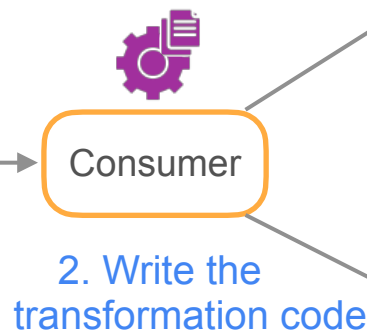 Consumer
2. Write the
transformation code